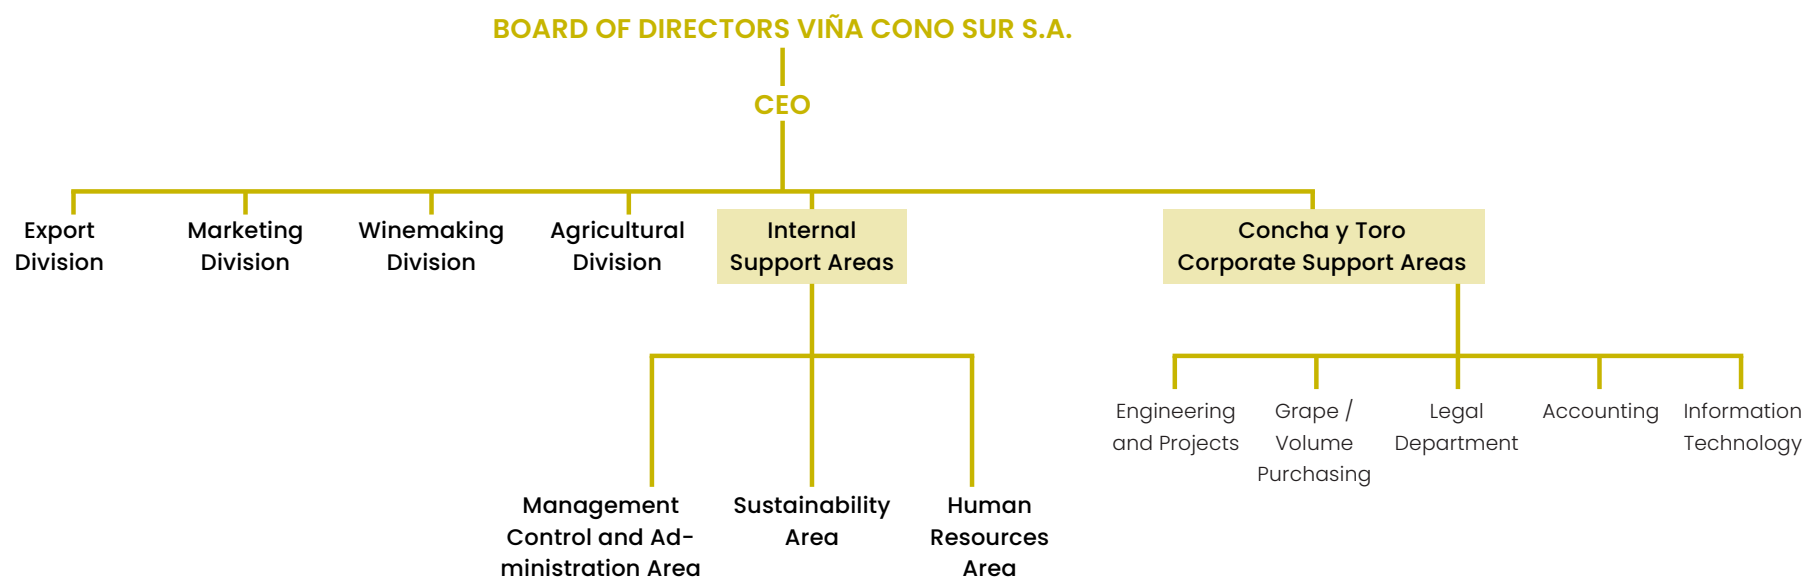 BOARD OF DIRECTORS VIÑA CONO SUR S.A.
CEO
Export
Division
Marketing
Division
Winemaking
Division
Agricultural
Division
Internal
Support Areas
Concha y Toro
Corporate Support Areas
Management
Control and Ad-
ministration Area
Sustainability
Area
Human
Resources
Area
Engineering
and Projects
Grape /
Volume
Purchasing
Legal
Department
Accounting
Information
Technology